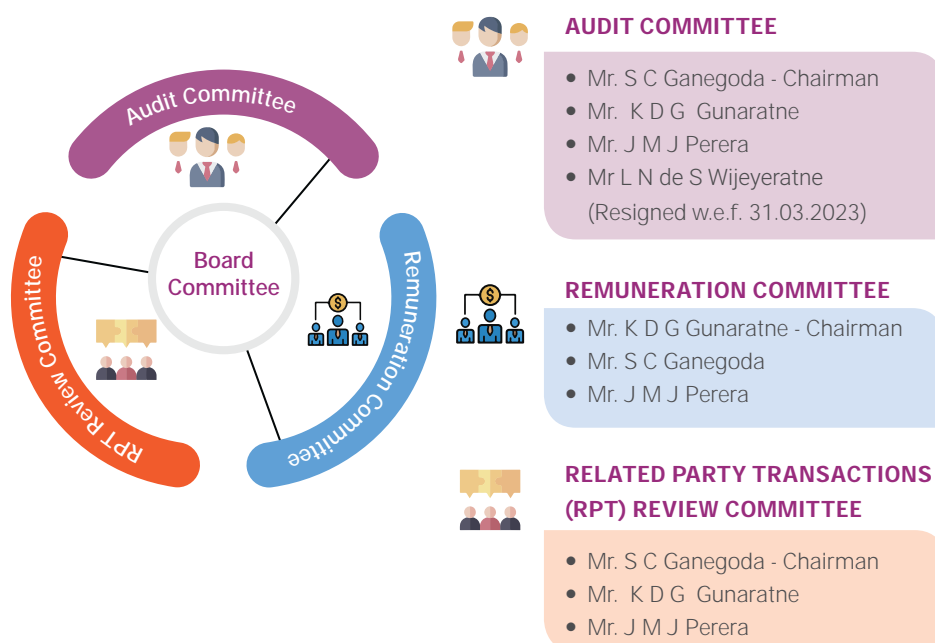 Audit Committee
Board
Committee
RPT Review Committee
Remuneration Committee
AUDIT COMMITTEE
• Mr. S C Ganegoda - Chairman
• Mr. K D G Gunaratne
• Mr. J M J Perera
• Mr L N de S Wijeyeratne
(Resigned w.e.f. 31.03.2023)
REMUNERATION COMMITTEE
• Mr. K D G Gunaratne - Chairman
• Mr. S C Ganegoda
• Mr. J M J Perera
RELATED PARTY TRANSACTIONS
(RPT) REVIEW COMMITTEE
• Mr. S C Ganegoda - Chairman
• Mr. K D G Gunaratne
• Mr. J M J Perera